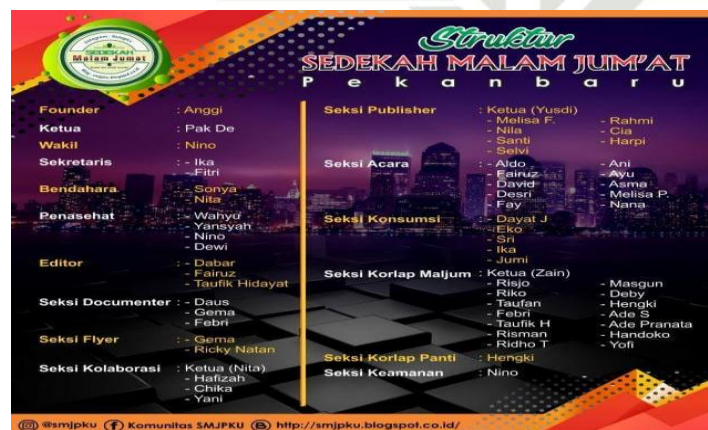 SEDEKAH
Malam Jumat
Struktur
SEDEKAH MALAM JUM'AT
Pekanbaru
Founder : Anggi
Ketua : Pak De
Wakil : Nino
Sekretaris : - Ika
- Fitri
Bendahara : - Sonya
- Nita
Penasehat : - Wahyu
- Yansyah
- Nino
- Dewi
Editor : - Dabar
- Fairuz
- Taufik Hidayat
Seksi Documenter : - Daus
- Gema
- Febri
Seksi Flyer : - Gema
- Ricky Natan
Seksi Kolaborasi : Ketua (Nita)
- Hafizah
- Chika
- Yani
Seksi Publisher : Ketua (Yusdi)
- Melisa F. - Rahmi
- Nila - Cia
- Santi - Harpi
- Selvi
Seksi Acara : - Aldo - Ani
- Fairuz - Ayu
- David - Asma
- Desri - Melisa P.
- Fay - Nana
Seksi Konsumsi : - Dayat J
- Eko
- Sri
- Ika
- Jumi
Seksi Korlap Maljum : Ketua (Zain)
- Risjo - Masgun
- Riko - Deby
- Taufan - Hengki
- Febri - Ade S
- Taufik H - Ade Pranata
- Risman - Handoko
- Ridho T - Yofi
Seksi Korlap Panti : - Hengki
Seksi Keamanan : Nino
@smjpku Komunitas SMJPKU http://smjpku.blogspot.co.id/